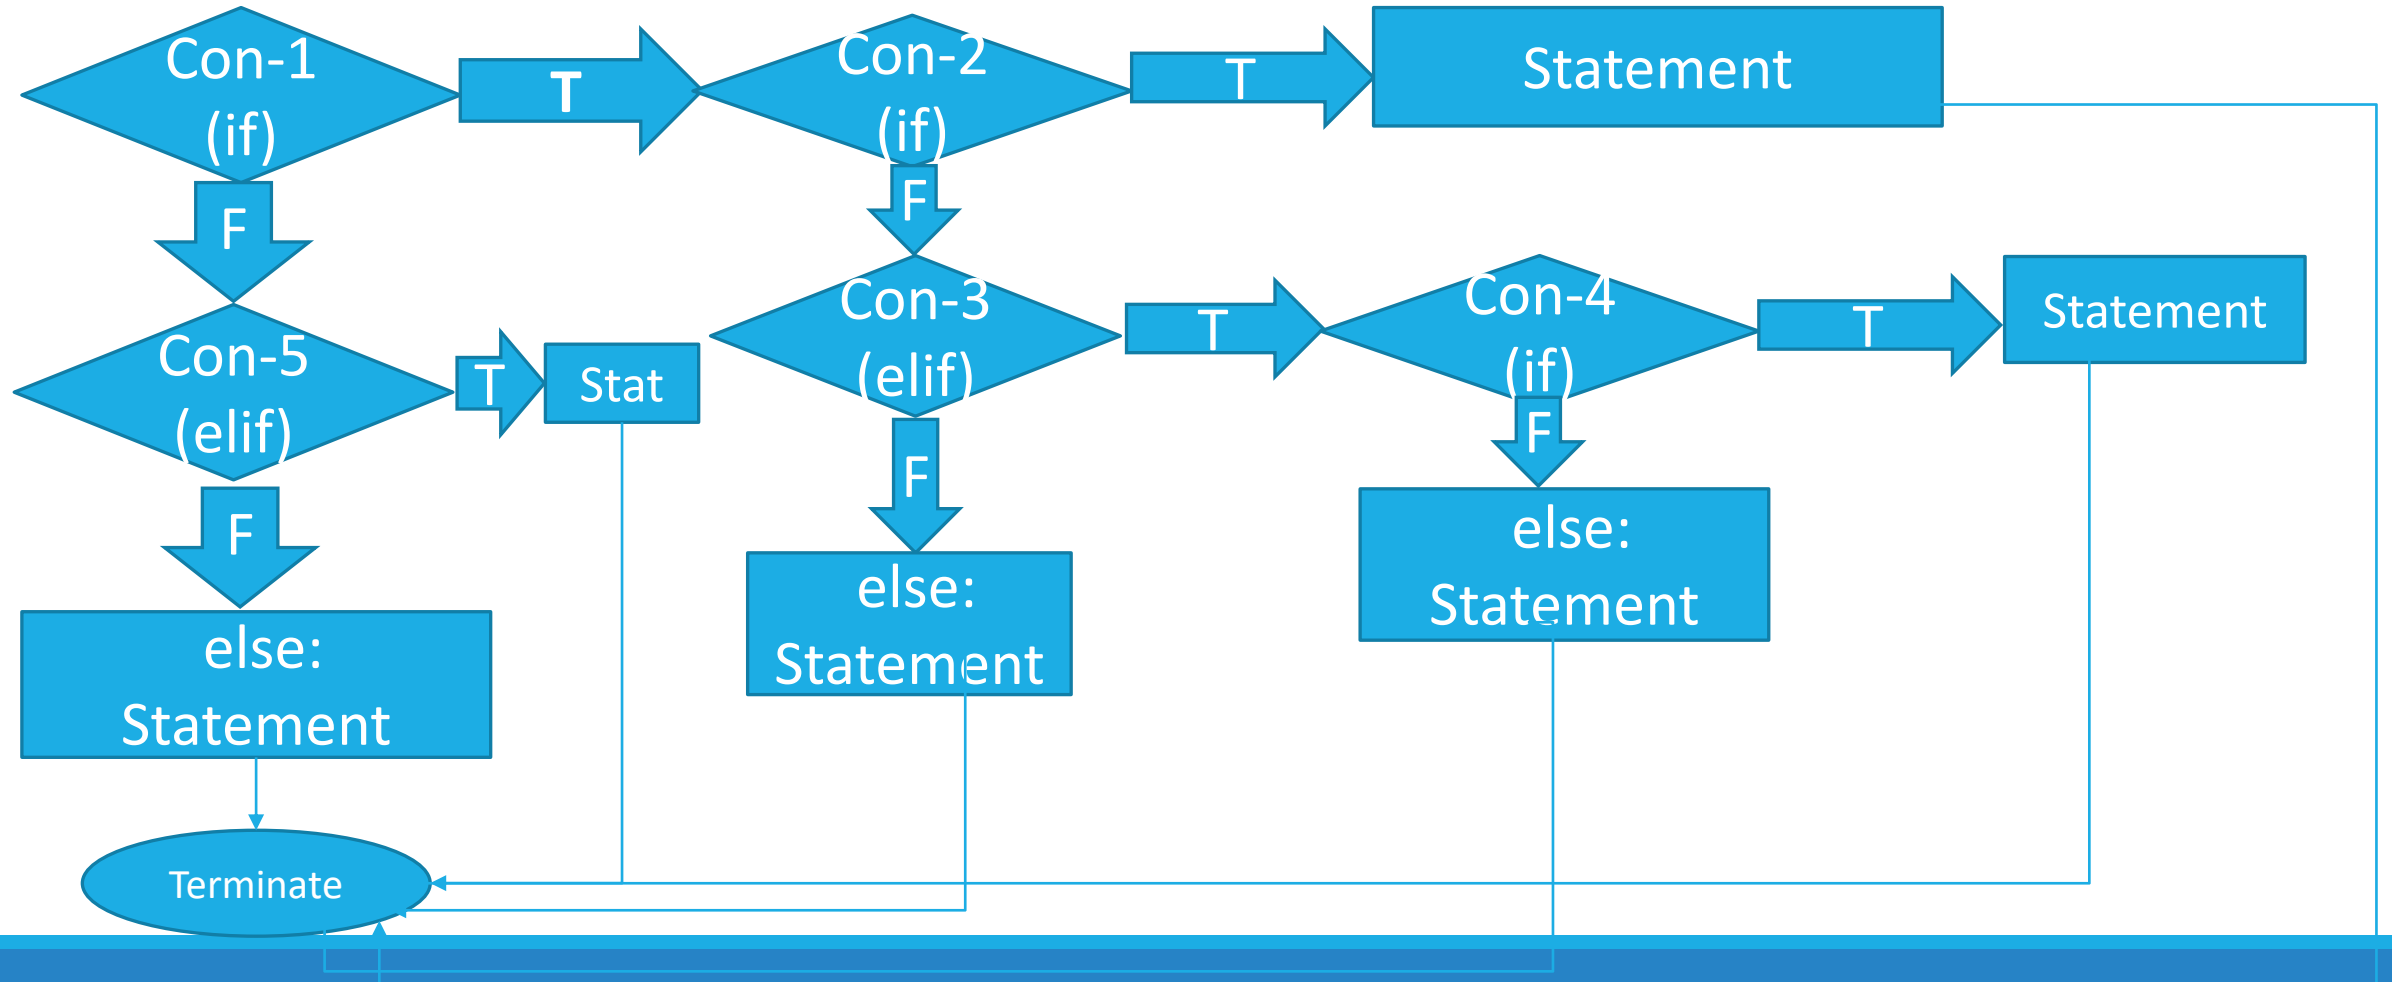 Con-1
(if)
T
Con-2
(if)
T
Statement
F
F
Con-5
(elif)
T
Stat
Con-3
(elif)
T
Con-4
(if)
T
Statement
F
F
F
else:
Statement
else:
Statement
else:
Statement
Terminate